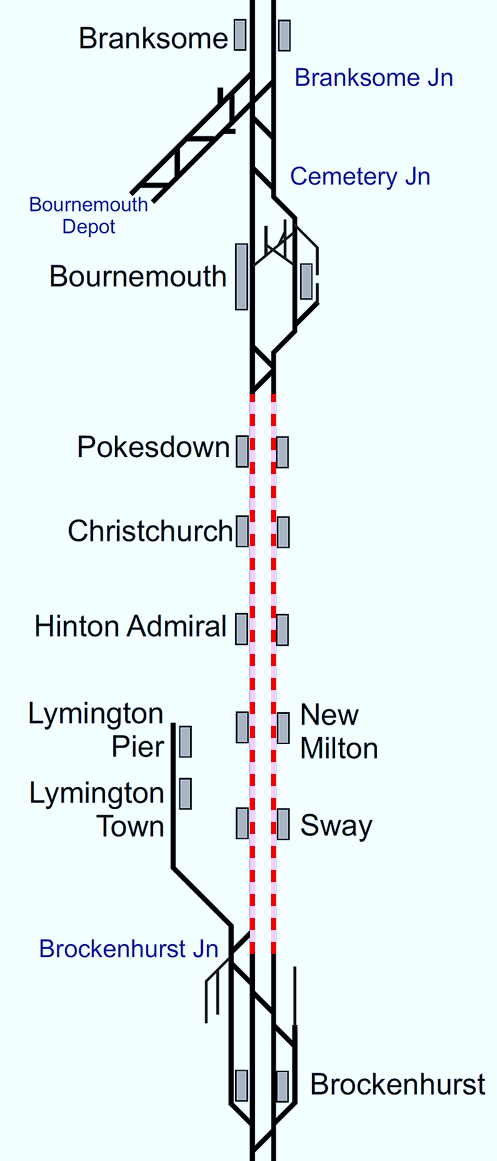 Branksome
Branksome Jn
Cemetery Jn
Bournemouth
Depot
Bournemouth
Pokesdown
Christchurch
Hinton Admiral
Lymington
Pier
New
Milton
Lymington
Town
Sway
Brockenhurst Jn
Brockenhurst